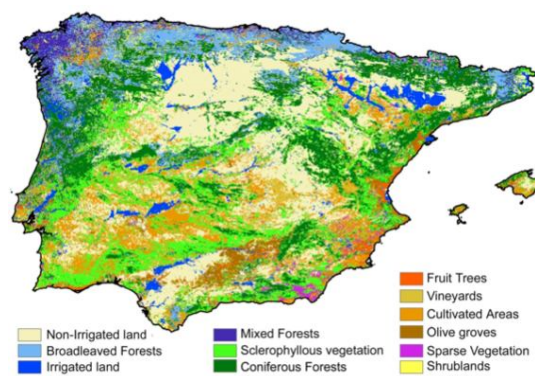 Non-Irrigated land
Broadleaved Forests
Irrigated land
Mixed Forests
Sclerophyllous vegetation
Coniferous Forests
Fruit Trees
Vineyards
Cultivated Areas
Olive groves
Sparse Vegetation
Shrublands